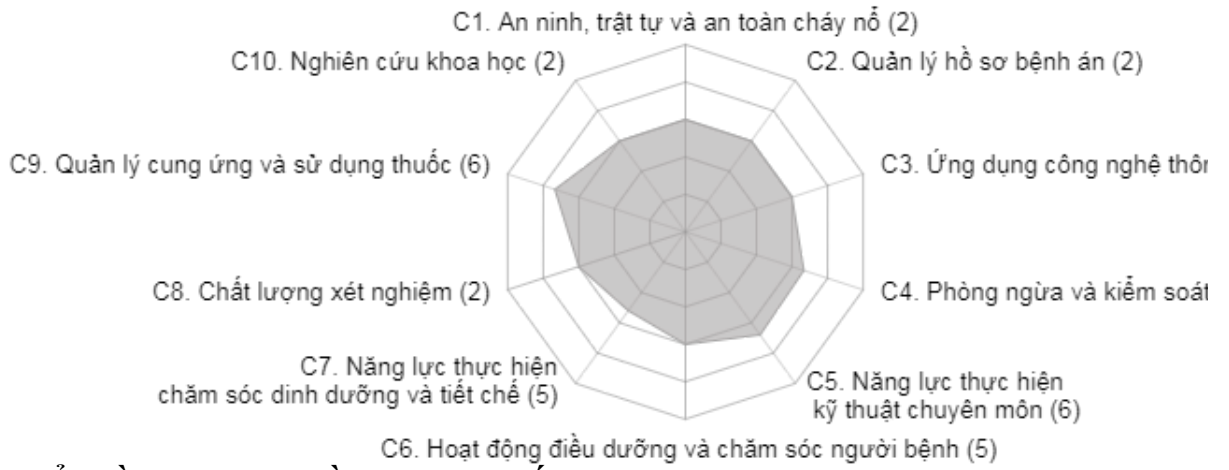 C1. An ninh, trật tự và an toàn cháy nổ (2)
C10. Nghiên cứu khoa học (2)
C2. Quản lý hồ sơ bệnh án (2)
C9. Quản lý cung ứng và sử dụng thuốc (6)
C3. Ứng dụng công nghệ
C8. Chất lượng xét nghiệm (2)
C4. Phòng ngừa và kiểm soát
C7. Năng lực thực hiện
chăm sóc dinh dưỡng và tiết chế (5)
C5. Năng lực thực hiện
kỹ thuật chuyên môn (6)
C6. Hoạt động điều dưỡng và chăm sóc người bệnh (5)